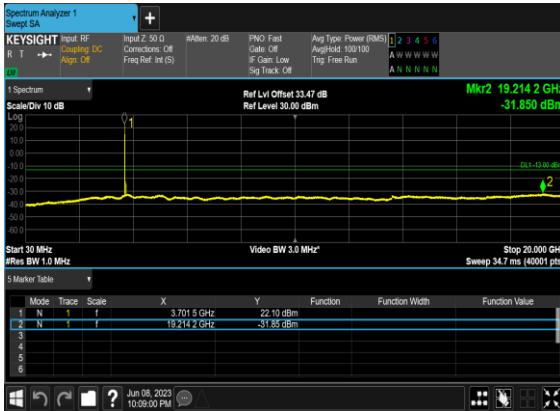 Spectrum Analyzer 1
Swept SA
KEYSIGHT Input: RF Input Z: 50 Ω #Atten: 20 dB PNO: Fast Avg Type: Power (RMS) 1 2 3 4 5 6
R T Coupling: DC Corrections: Off Gate: Off Avg|Hold: 100/100 A W W W W W
Align: Off Freq Ref: Int (S) IF Gain: Low Trig: Free Run
Sig Track: Off A N N N N N
1 Spectrum
Ref Lvl Offset 33.47 dB Mkr2 19.214 2 GHz
Scale/Div 10 dB Ref Level 30.00 dBm -31.850 dBm
Log
1
20.0
10.0
0.00
-10.0
DL1 -13.00 dBm
-20.0
2
-30.0
-40.0
-50.0
-60.0
Start 30 MHz Video BW 3.0 MHz* Stop 20.000 GH
#Res BW 1.0 MHz Sweep 34.7 ms (40001 pts
5 Marker Table
Mode Trace Scale X Y Function Function Width Function Value
1 N 1 f 3.701 5 GHz 22.10 dBm
2 N 1 f 19.214 2 GHz -31.85 dBm
3
4
5
6
Jun 08, 2023
10:09:00 PM